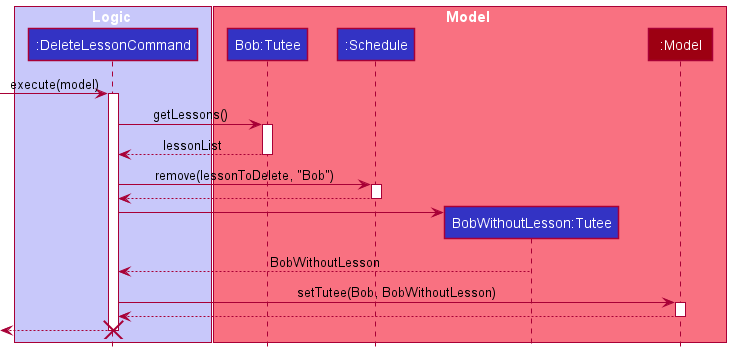 Logic
Model
:DeleteLessonCommand
Bob:Tutee
:Schedule
:Model
execute(model)
getLessons()
lessonList
remove(lessonToDelete, "Bob")
BobWithoutLesson:Tutee
BobWithoutLesson
setTutee(Bob, BobWithoutLesson)